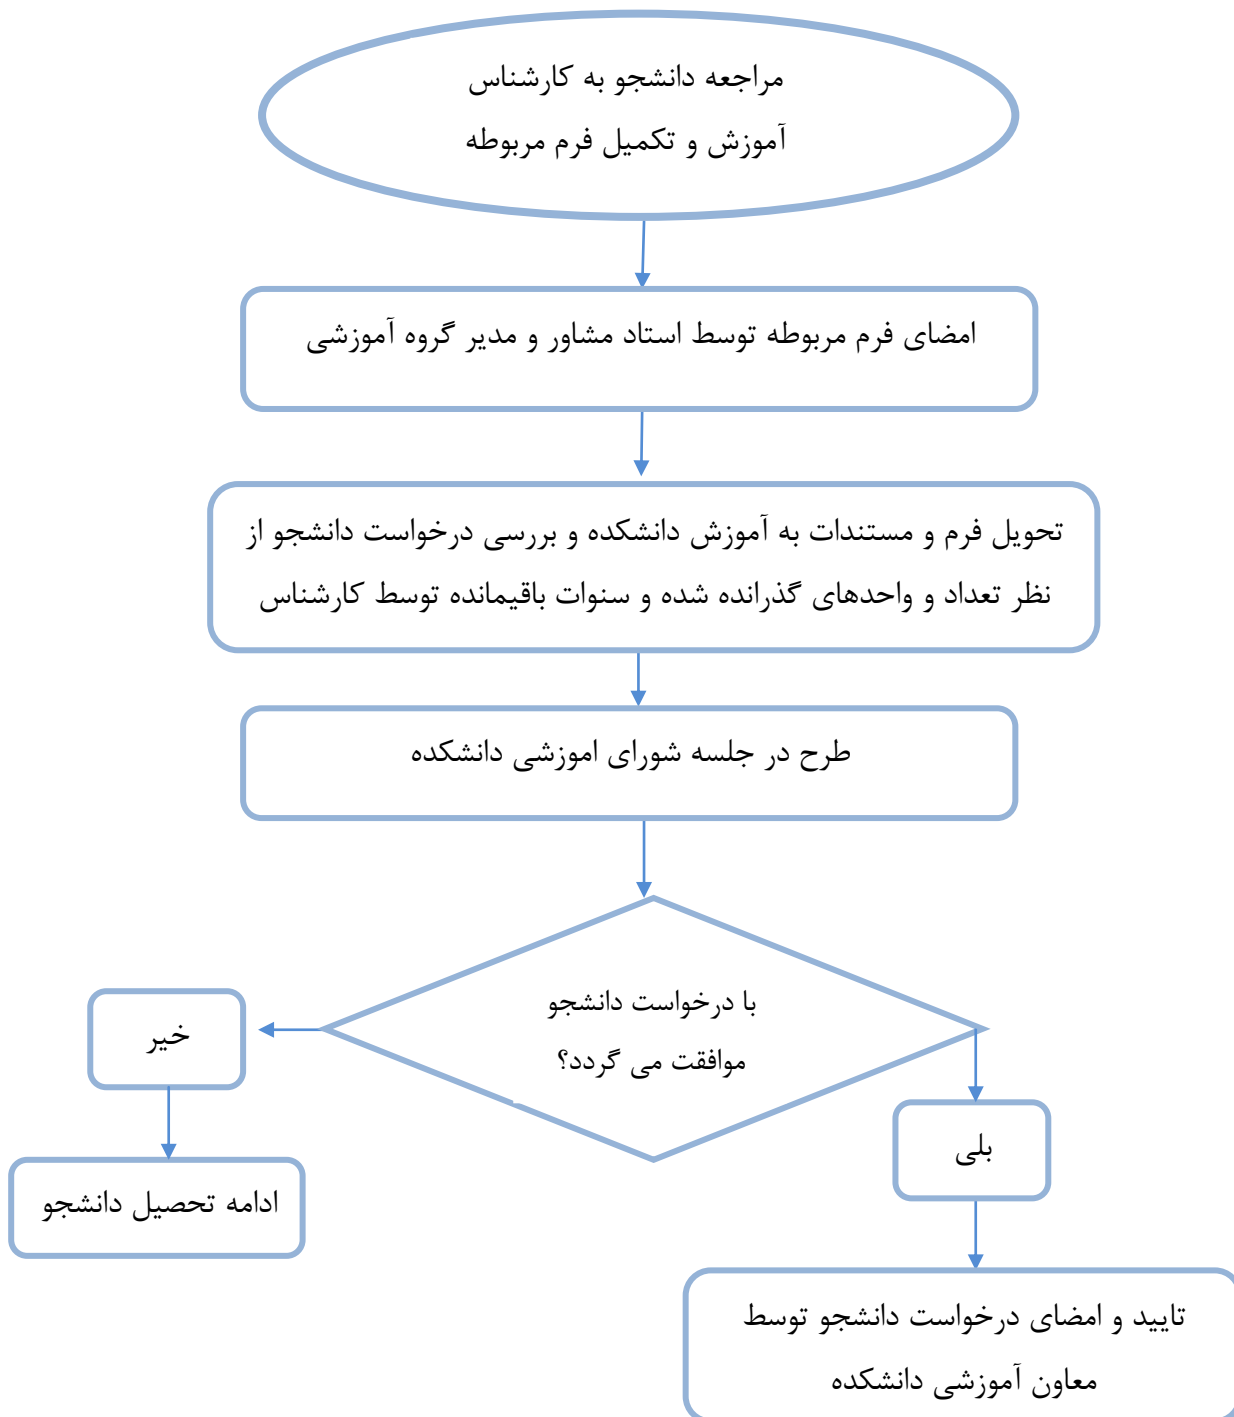 مراجعه دانشجو به کارشناس
آموزش و تکمیل فرم مربوطه
امضای فرم مربوطه توسط استاد مشاور و مدیر گروه آموزشی
تحویل فرم و مستندات به آموزش دانشکده و بررسی درخواست دانشجو از
نظر تعداد و واحدهای گذرانده شده و سنوات باقیمانده توسط کارشناس
طرح در جلسه شورای اموزشی دانشکده
با درخواست دانشجو
موافقت می گردد؟
خیر
بلی
ادامه تحصیل دانشجو
تایید و امضای درخواست دانشجو توسط
معاون آموزشی دانشکده